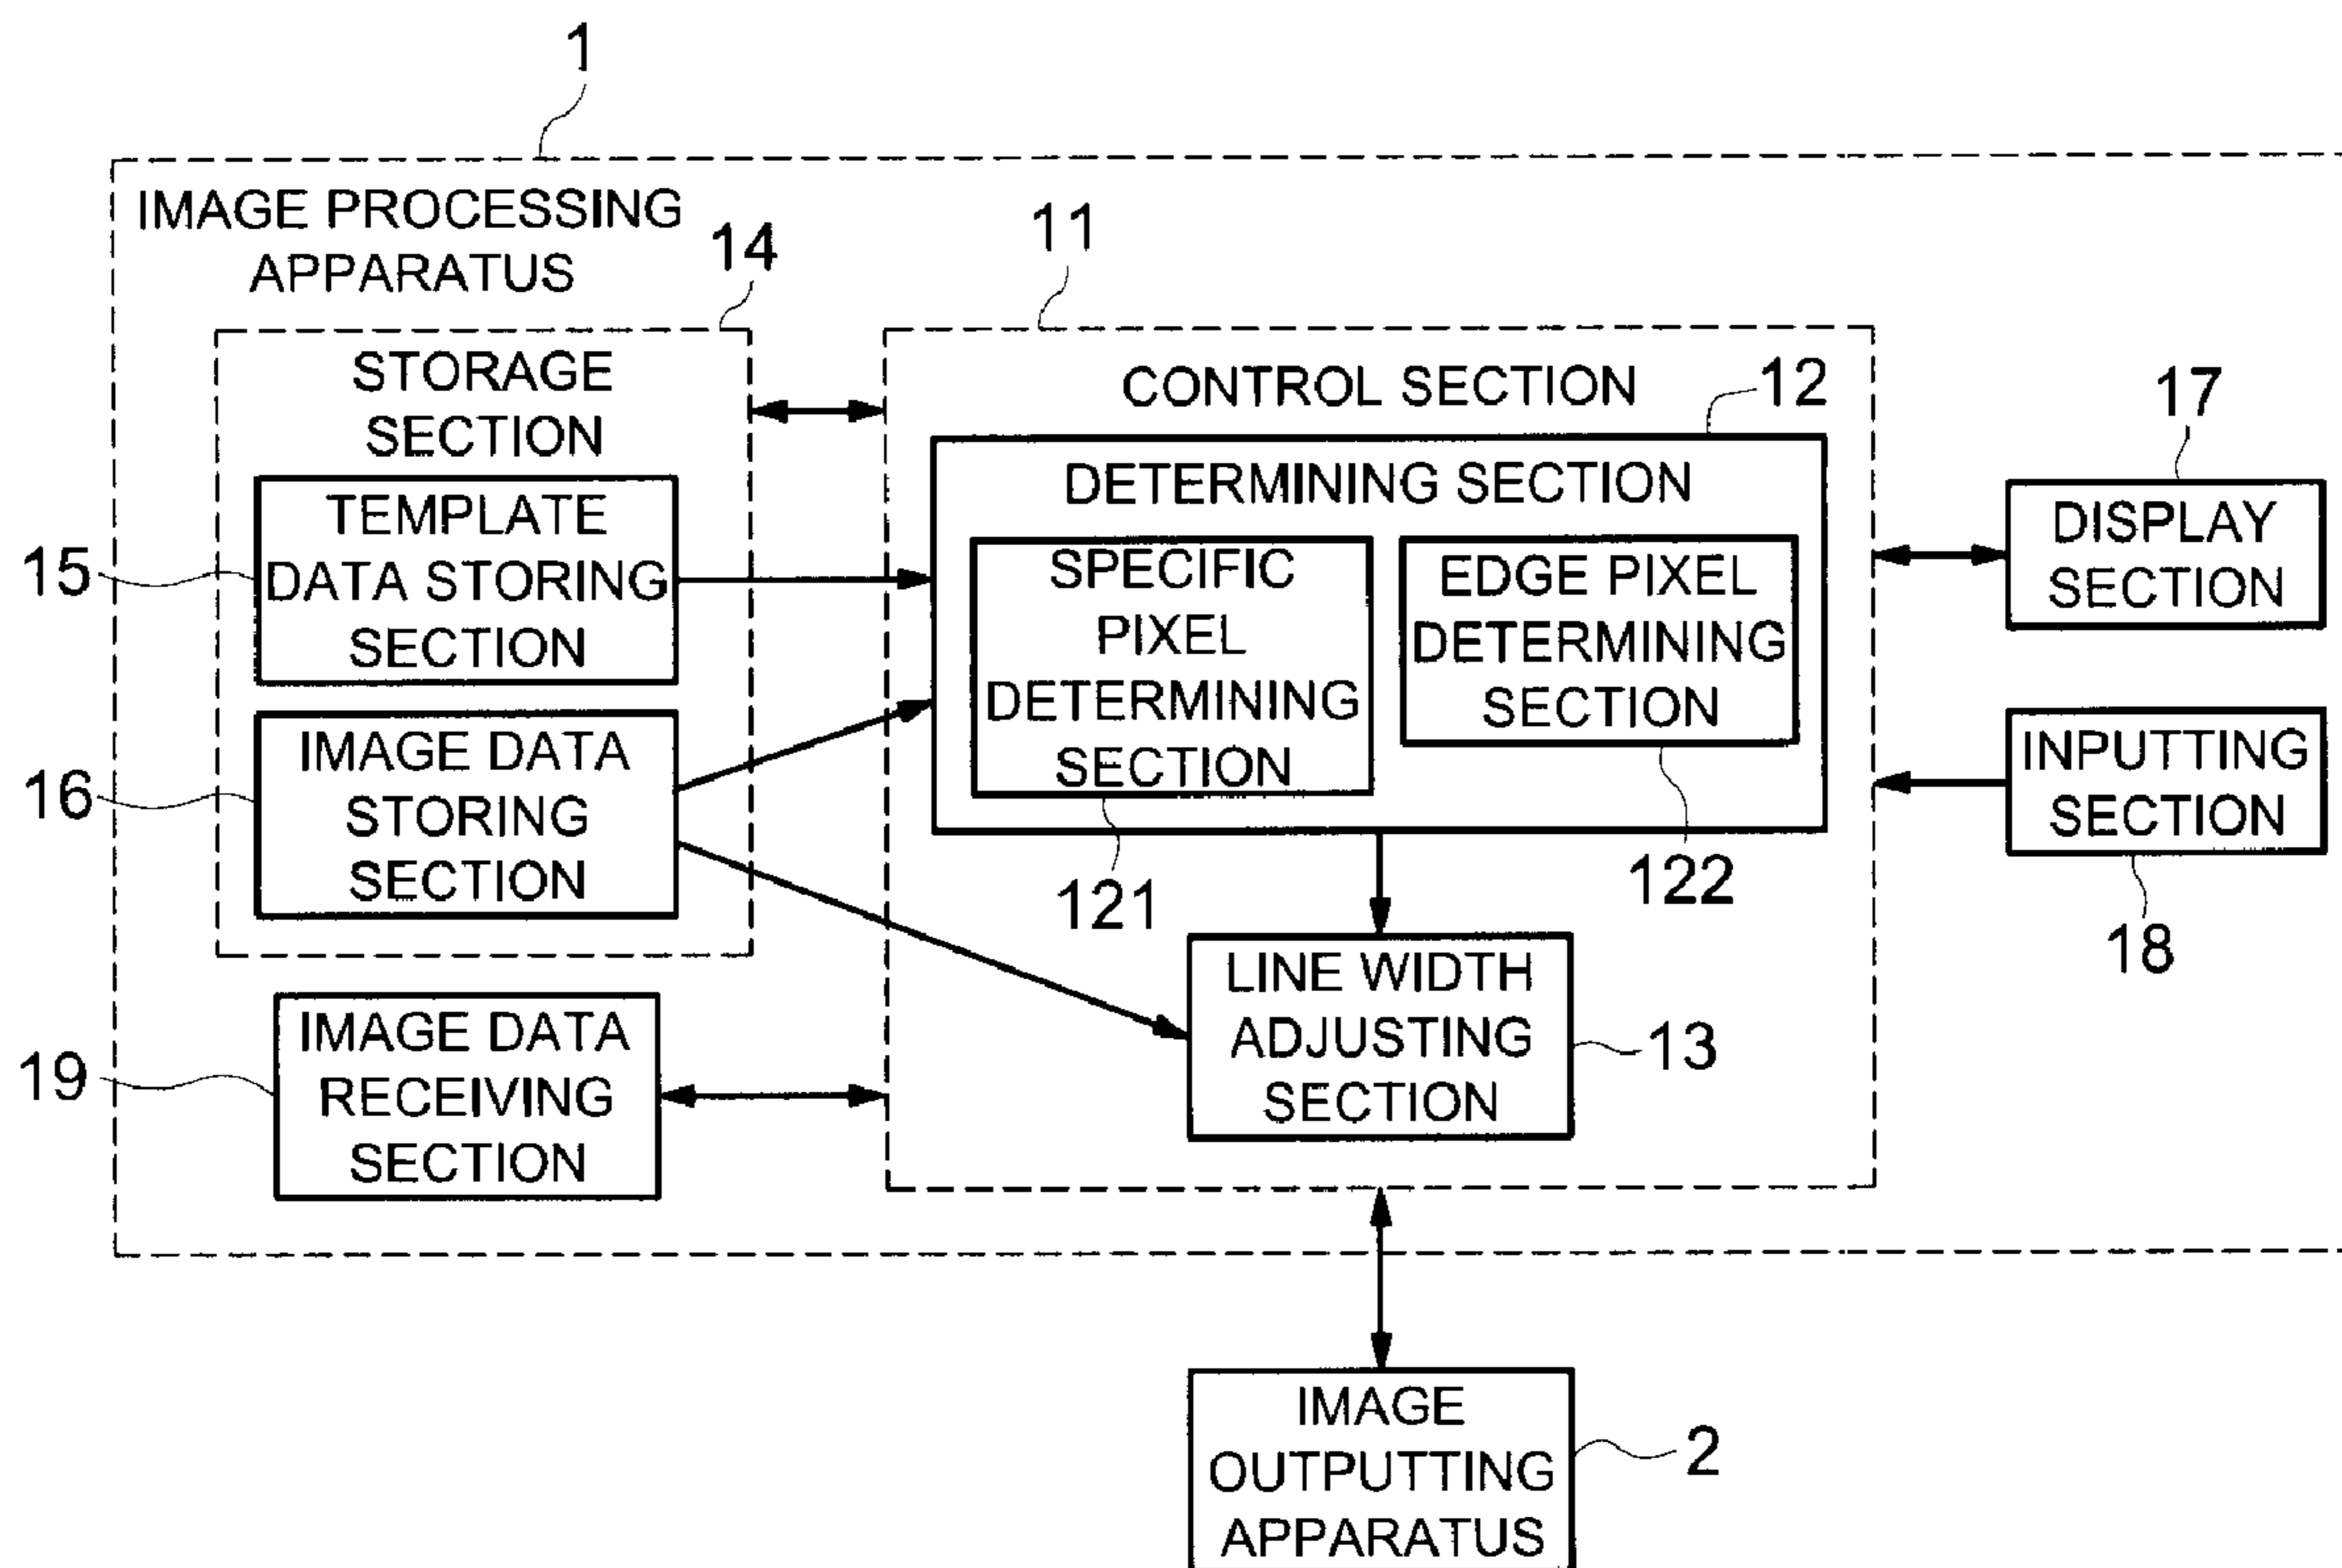 1
IMAGE PROCESSING
APPARATUS
14
11
STORAGE
SECTION
CONTROL SECTION
12
17
TEMPLATE
DATA STORING
SECTION
15
DETERMINING SECTION
SPECIFIC
PIXEL
DETERMINING
SECTION
EDGE PIXEL
DETERMINING
SECTION
DISPLAY
SECTION
IMAGE DATA
STORING
SECTION
16
INPUTTING
SECTION
121
122
18
LINE WIDTH
ADJUSTING
SECTION
13
IMAGE DATA
RECEIVING
SECTION
19
IMAGE
OUTPUTTING
APPARATUS
2